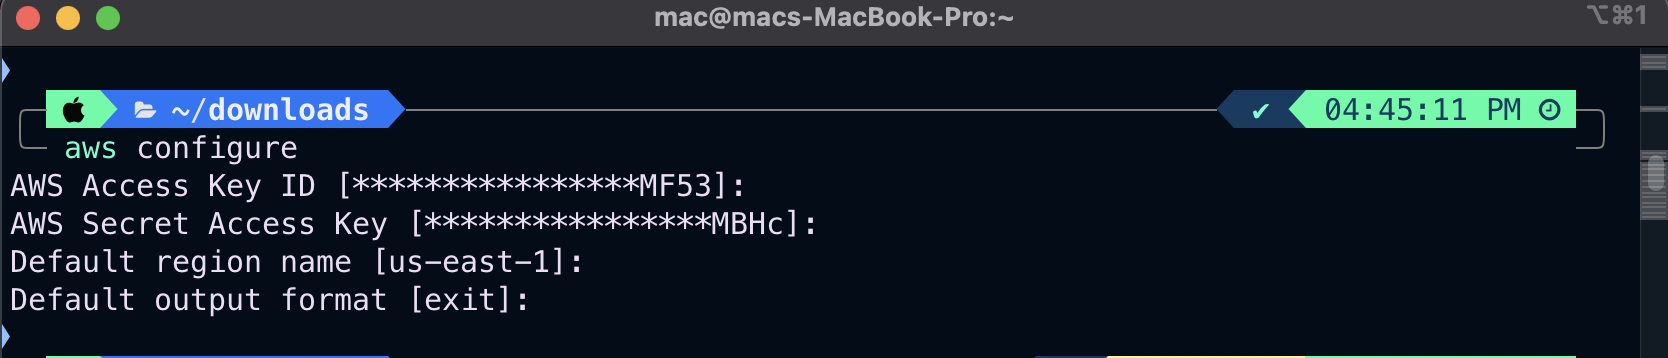 mac@macs-MacBook-Pro:~ ⌥⌘1
~/downloads ✔ 04:45:11 PM
aws configure
AWS Access Key ID [****************MF53]:
AWS Secret Access Key [****************MBHc]:
Default region name [us-east-1]:
Default output format [exit]: